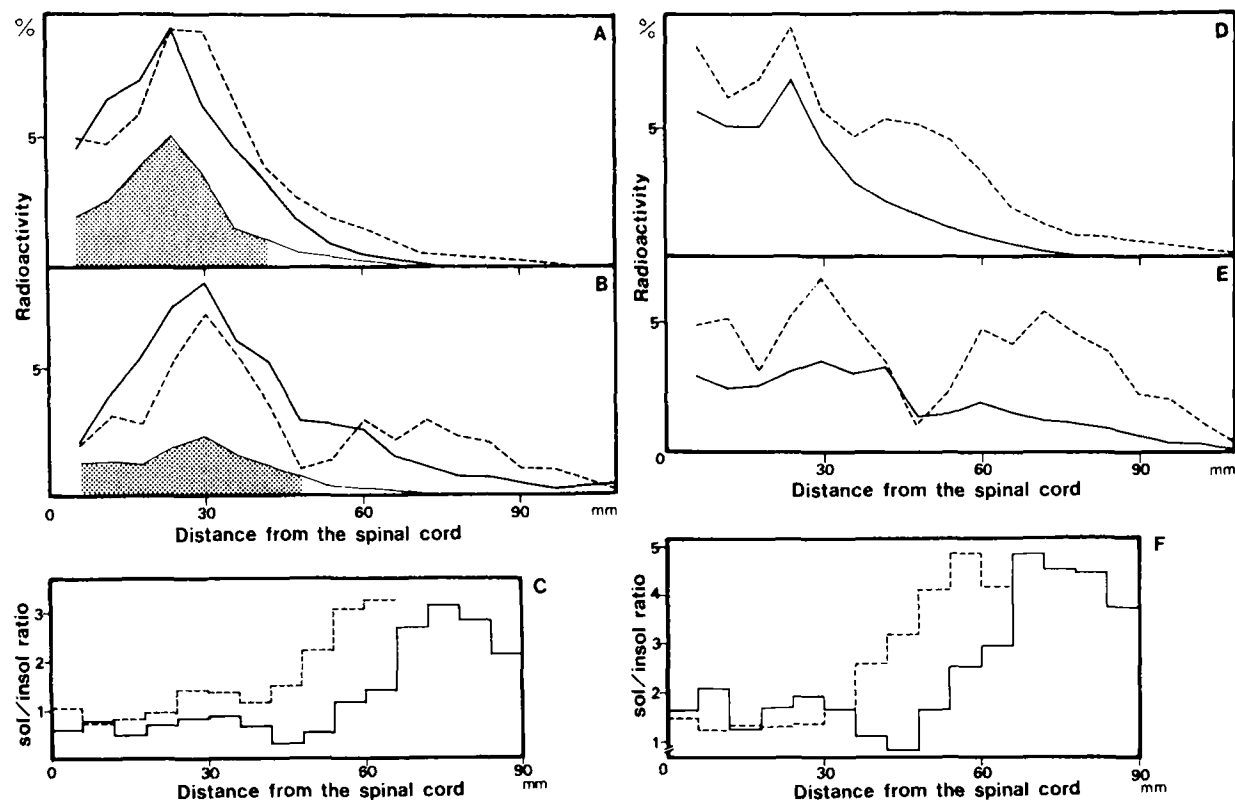 %
A
5
B
5
Radioactivity
0 30 60 90 mm
Distance from the spinal cord
C
3
2
1
sol/insol ratio
0 30 60 90 mm
Distance from the spinal cord
%
D
5
E
5
0
Radioactivity
30 60 90 mm
Distance from the spinal cord
F
5
4
3
2
1
sol/insol ratio
0 30 60 90 mm
Distance from the spinal cord